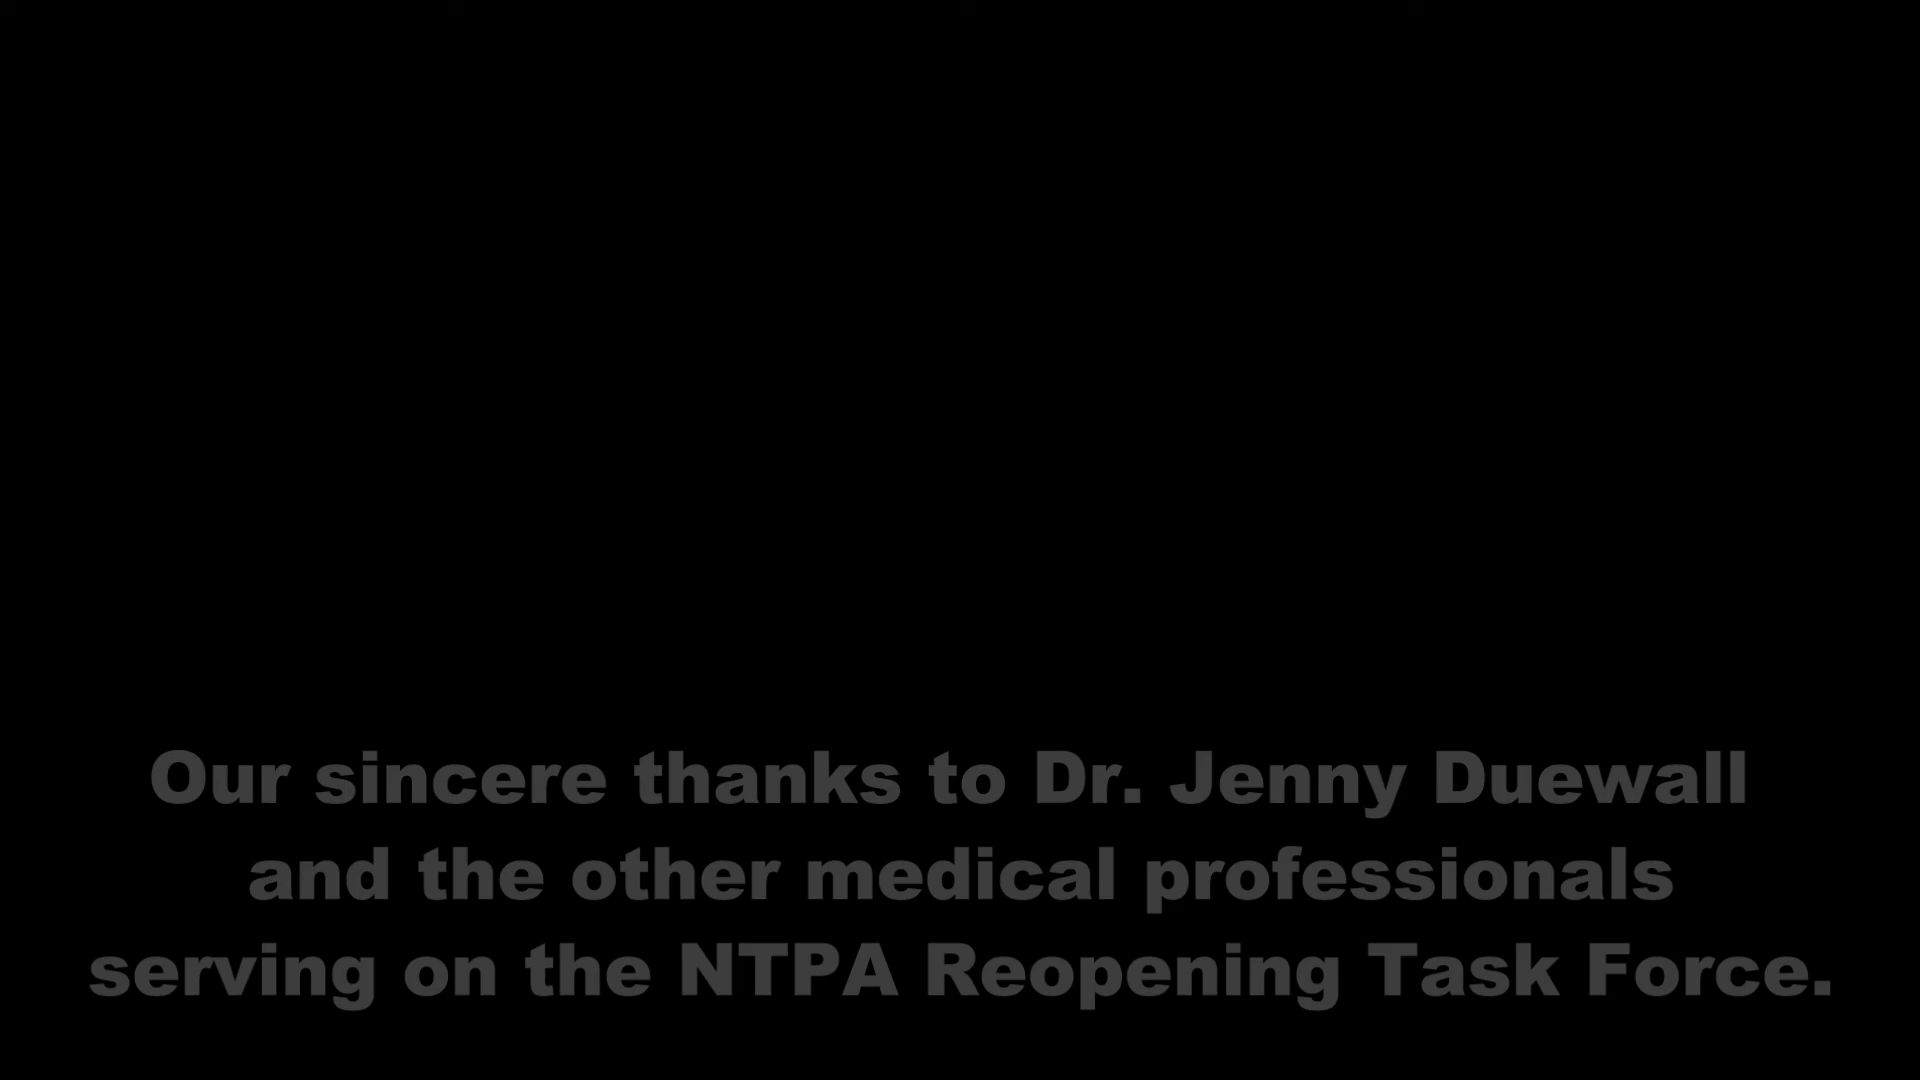 Our sincere thanks to Dr. Jenny Duewall
and the other medical professionals
serving on the NTPA Reopening Task Force.